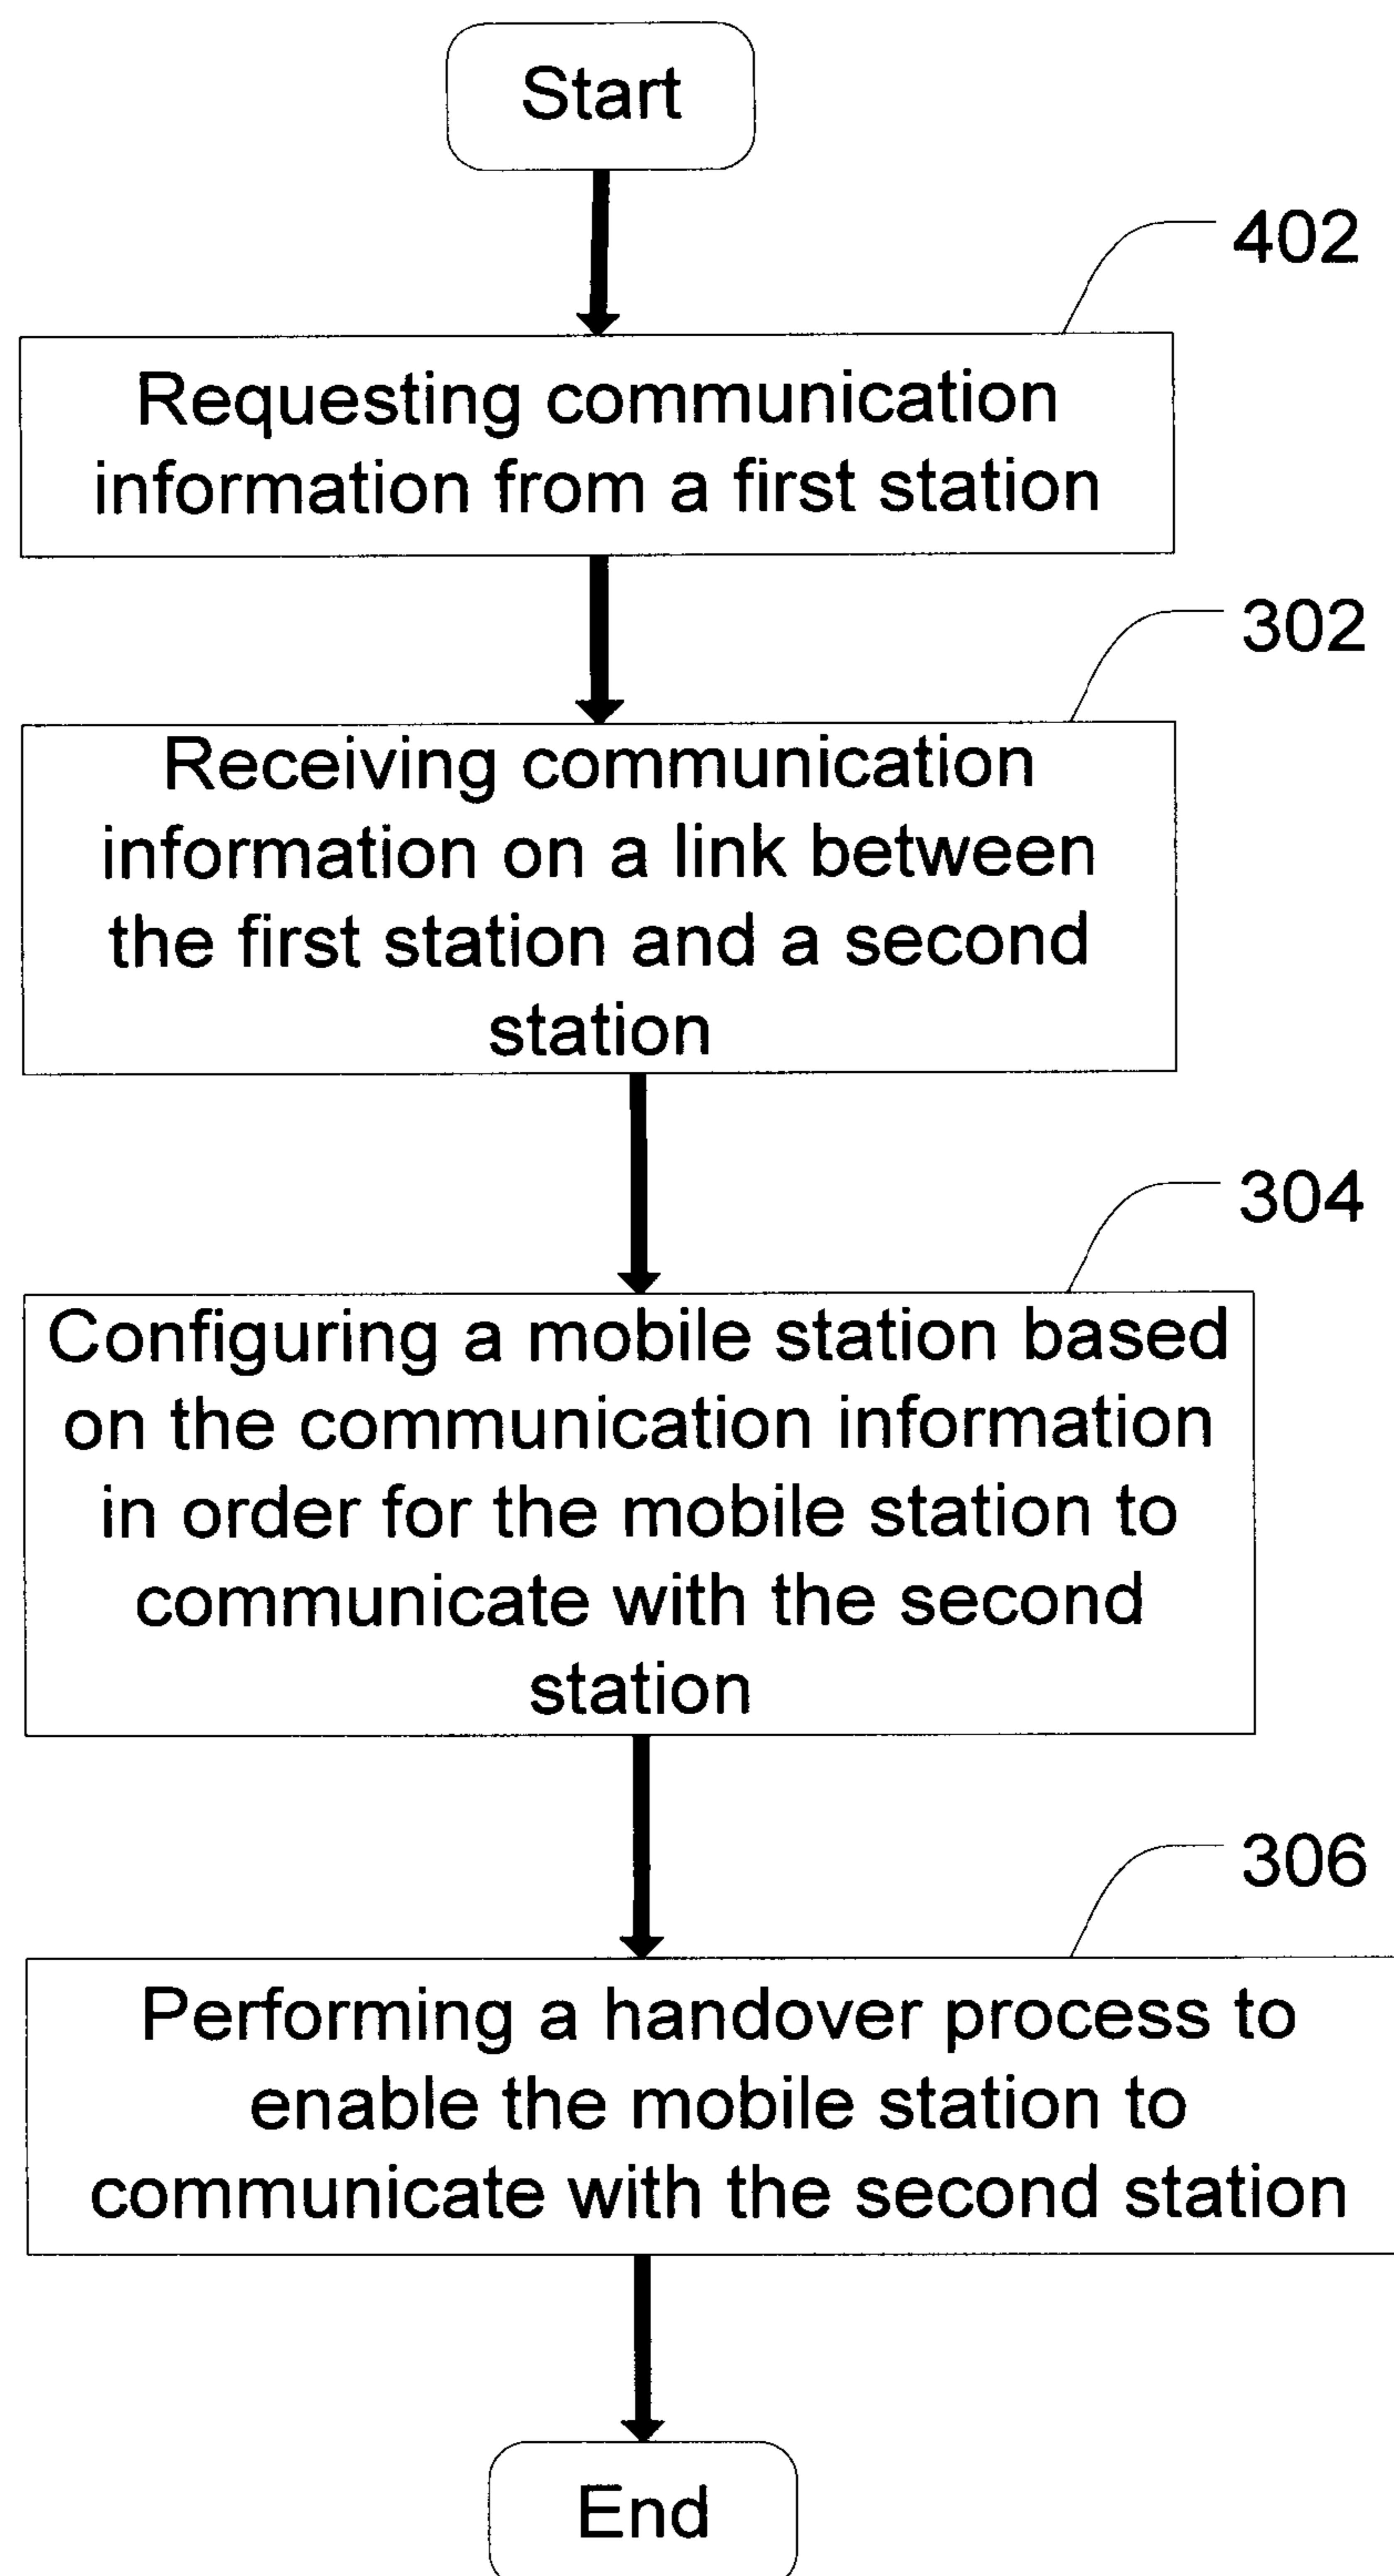 Start
402
Requesting communication
information from a first station
302
Receiving communication
information on a link between
the first station and a second
station
304
Configuring a mobile station based
on the communication information
in order for the mobile station to
communicate with the second
station
306
Performing a handover process to
enable the mobile station to
communicate with the second station
End